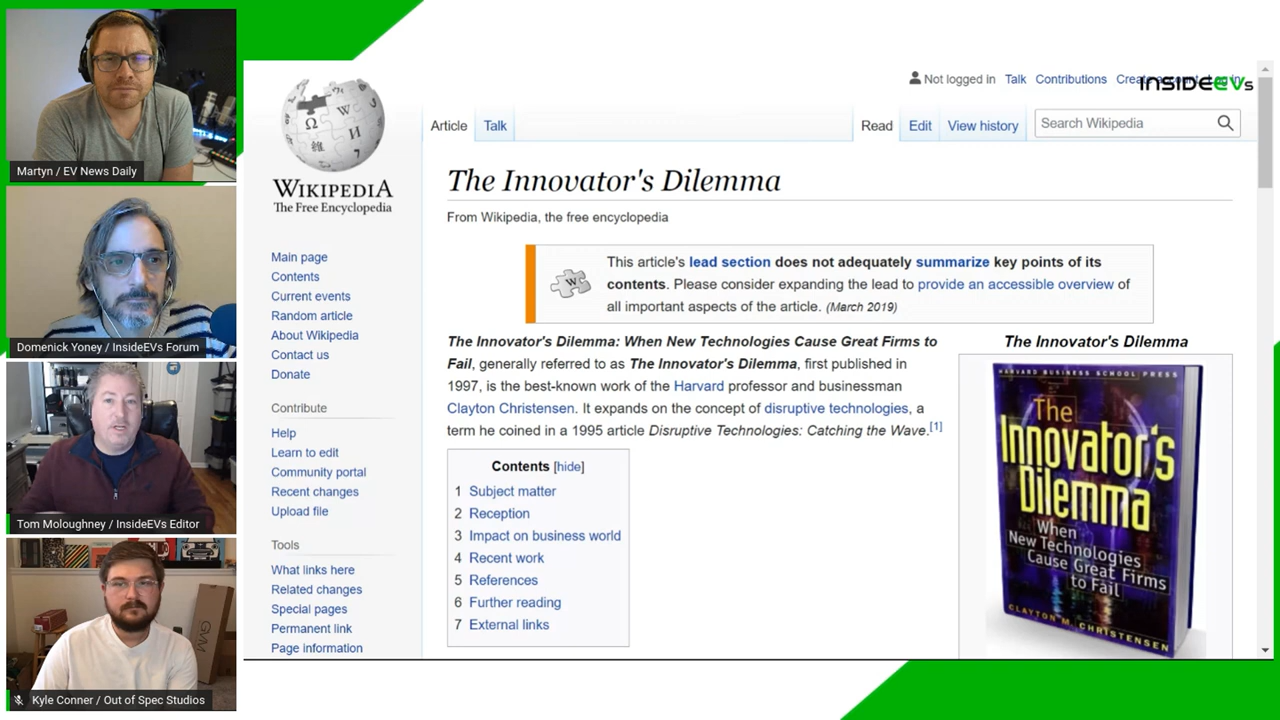 Martyn / EV News Daily
Domenick Yoney / InsideEVs Forum
Tom Moloughney / InsideEVs Editor
Kyle Conner / Out of Spec Studios
WIKIPEDIA
The Free Encyclopedia
Main page
Contents
Current events
Random article
About Wikipedia
Contact us
Donate
Contribute
Help
Learn to edit
Community portal
Recent changes
Upload file
Tools
What links here
Related changes
Special pages
Permanent link
Page information
Not logged in Talk Contributions Create account Log in
INSIDEEVs
Article Talk
Read Edit View history Search Wikipedia
The Innovator's Dilemma
From Wikipedia, the free encyclopedia
This article's lead section does not adequately summarize key points of its
contents. Please consider expanding the lead to provide an accessible overview of
all important aspects of the article. (March 2019)
The Innovator's Dilemma: When New Technologies Cause Great Firms to
Fail, generally referred to as The Innovator's Dilemma, first published in
1997, is the best-known work of the Harvard professor and businessman
Clayton Christensen. It expands on the concept of disruptive technologies, a
term he coined in a 1995 article Disruptive Technologies: Catching the Wave.[1]
Contents [hide]
1 Subject matter
2 Reception
3 Impact on business world
4 Recent work
5 References
6 Further reading
7 External links
The Innovator's Dilemma
HARVARD BUSINESS SCHOOL PRESS
The
Innovator's
Dilemma
When
New Technologies
Cause Great Firms
to Fail
CLAYTON M. CHRISTENSEN